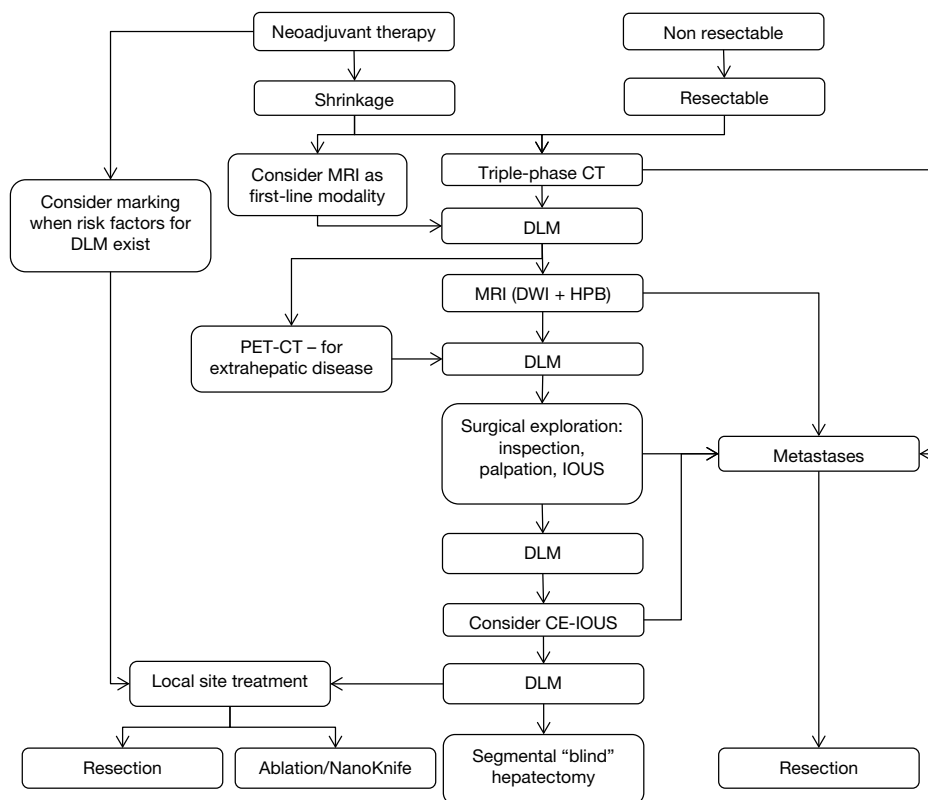 Neoadjuvant therapy
Non resectable
Shrinkage
Resectable
Consider MRI as
first-line modality
Triple-phase CT
Consider marking
when risk factors for
DLM exist
DLM
MRI (DWI + HPB)
PET-CT – for
extrahepatic disease
DLM
Surgical exploration:
inspection,
palpation, IOUS
Metastases
DLM
Consider CE-IOUS
Local site treatment
DLM
Resection
Ablation/NanoKnife
Segmental “blind”
hepatectomy
Resection